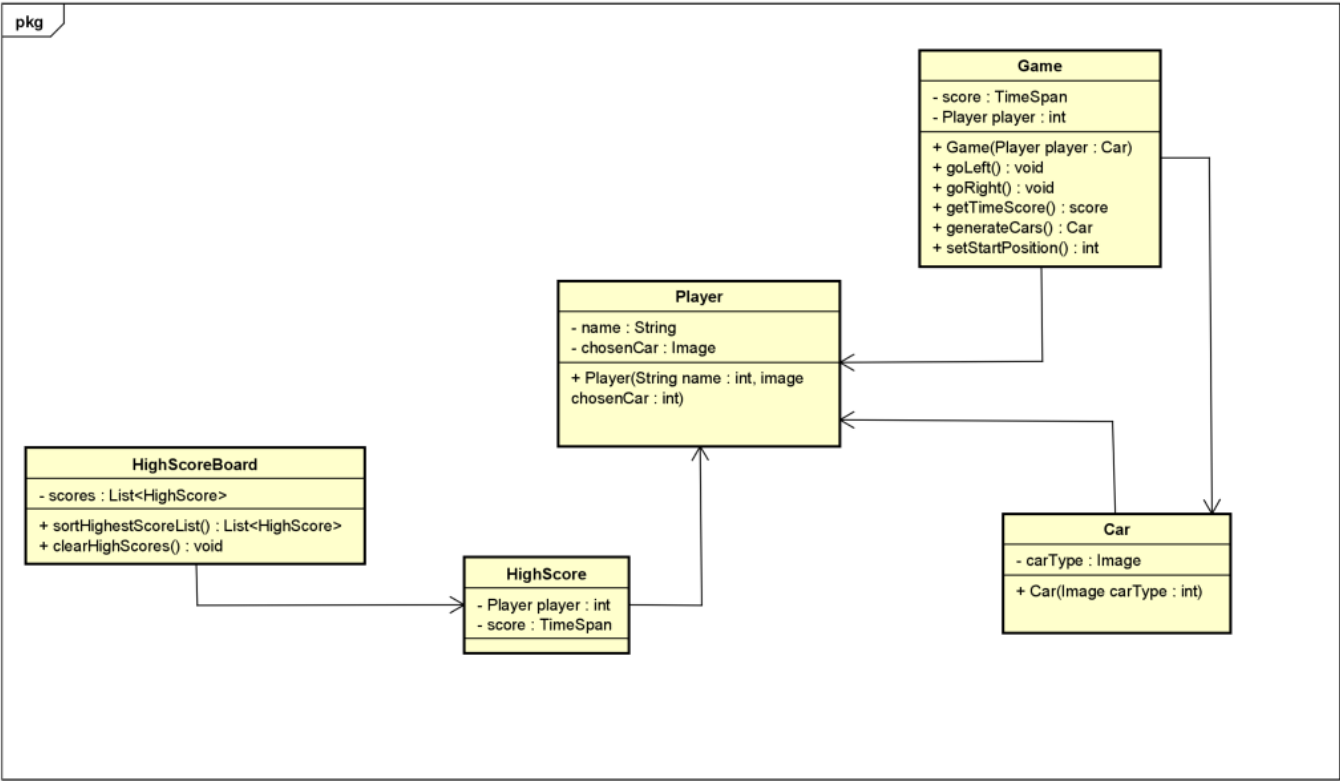 pkg
Game
- score : TimeSpan
- Player player : int
+ Game(Player player : Car)
+ goLeft() : void
+ goRight() : void
+ getTimeScore() : score
+ generateCars() : Car
+ setStartPosition() : int
Player
- name : String
- chosenCar : Image
+ Player(String name : int, image
chosenCar : int)
HighScoreBoard
- scores : List<HighScore>
+ sortHighestScoreList() : List<HighScore>
+ clearHighScores() : void
HighScore
- Player player : int
- score : TimeSpan
Car
- carType : Image
+ Car(Image carType : int)